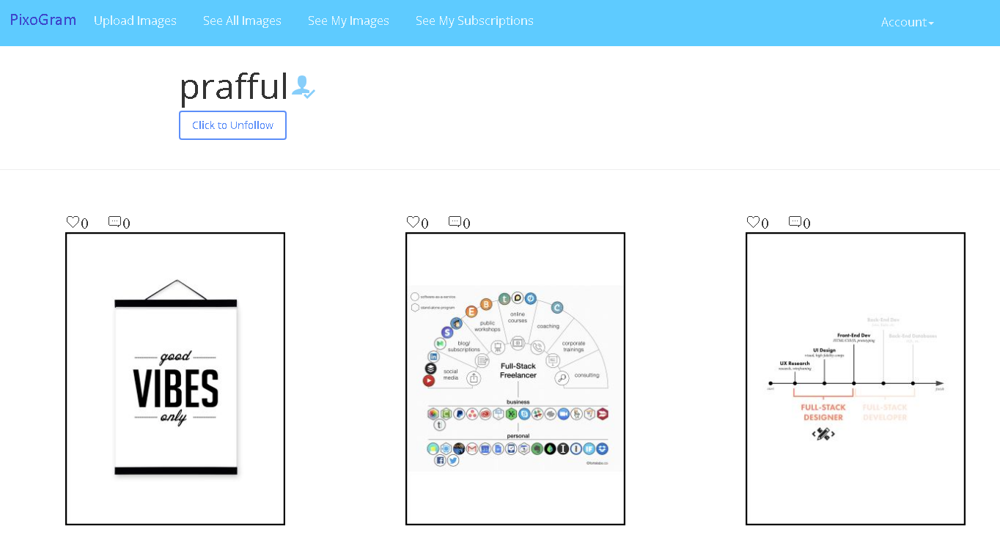 PixoGram Upload Images See All Images See My Images See My Subscriptions Account
prafful
Click to Unfollow
0 0
0 0
0 0
good
VIBES
only
software-as-a-service
stand-alone program
online
courses
public
workshops
coaching
blog/
subscriptions
corporate
trainings
social
media
Full-Stack
Freelancer
consulting
business
personal
Back-End Dev
Front-End Dev
HTML/CSS/JS, prototyping
Back-End Databases
UI Design
visual, high-fidelity comps
UX Research
research, wireframing
start
finish
FULL-STACK
DESIGNER
FULL-STACK
DEVELOPER